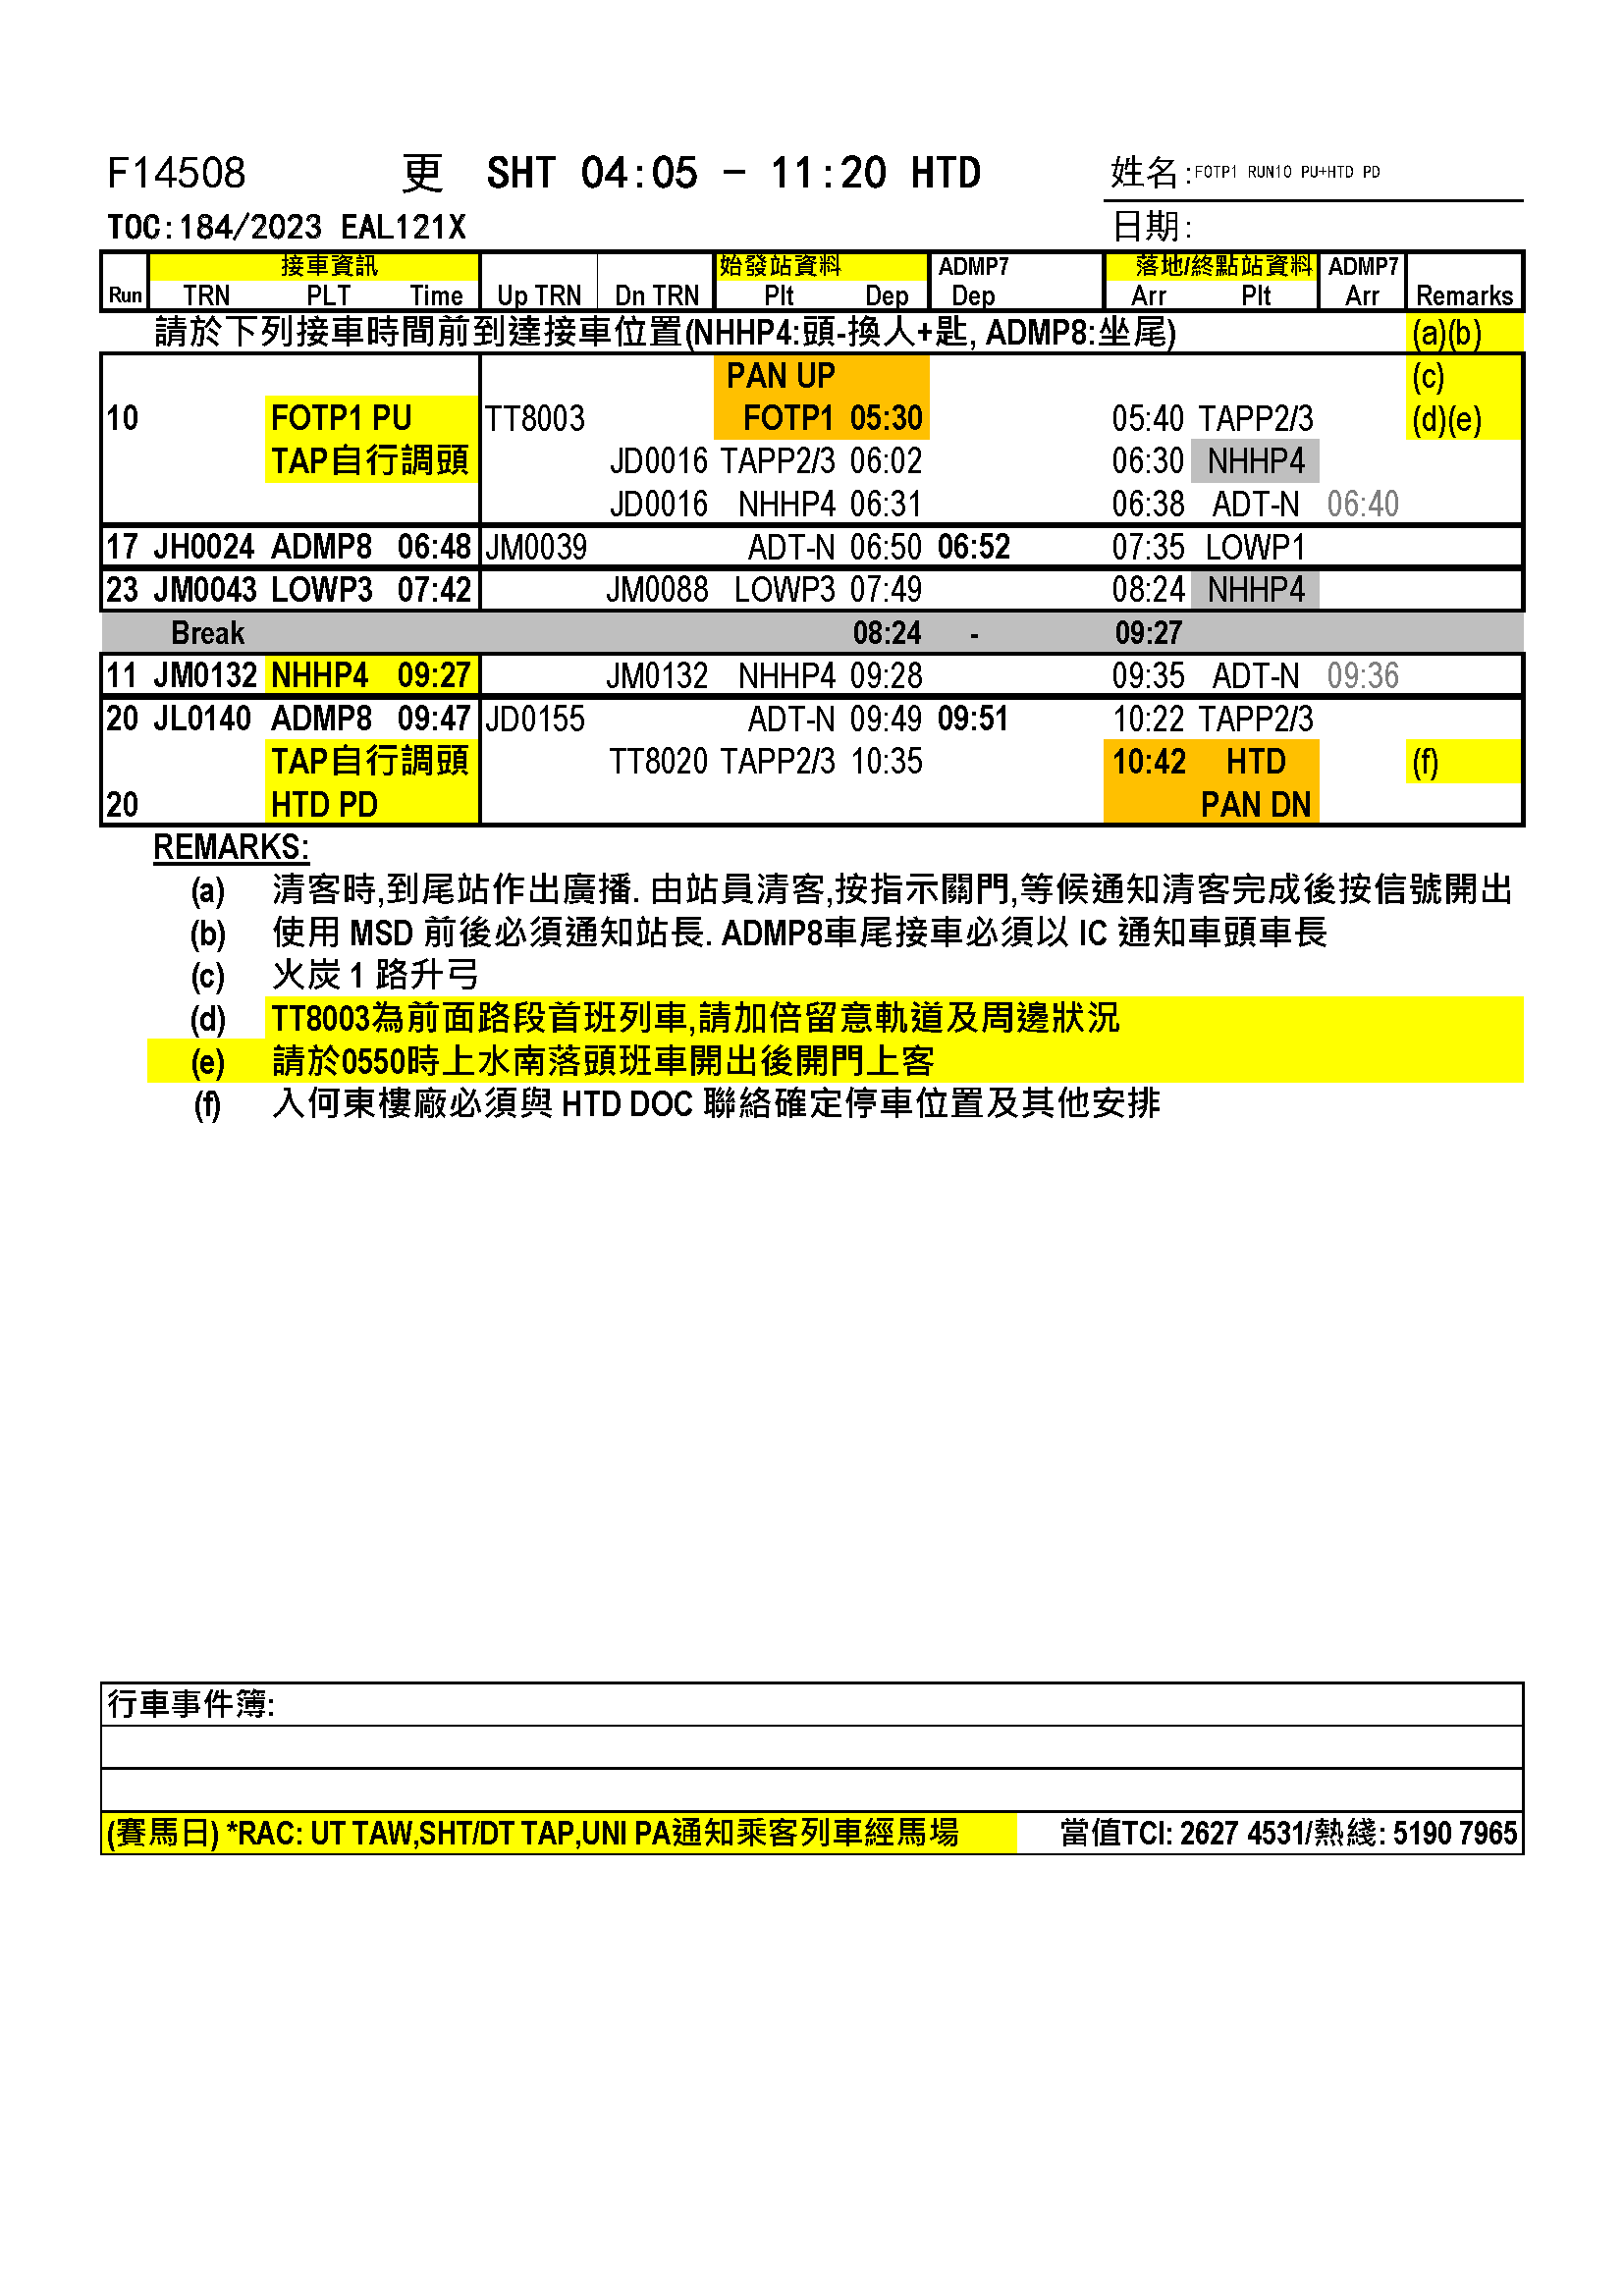 F14508 更 SHT 04:05 - 11:20 HTD 姓名:FOTP1 RUN10 PU+HTD PD
TOC:184/2023 EAL121X 日期:
接車資訊 始發站資料 ADMP7 落地/終點站資料 ADMP7
Run TRN PLT Time Up TRN Dn TRN Plt Dep Dep Arr Plt Arr Remarks
請於下列接車時間前到達接車位置(NHHP4:頭-換人+匙, ADMP8:坐尾) (a)(b)
PAN UP (c)
10 FOTP1 PU TT8003 FOTP1 05:30 05:40 TAPP2/3 (d)(e)
TAP自行調頭 JD0016 TAPP2/3 06:02 06:30 NHHP4
JD0016 NHHP4 06:31 06:38 ADT-N 06:40
17 JH0024 ADMP8 06:48 JM0039 ADT-N 06:50 06:52 07:35 LOWP1
23 JM0043 LOWP3 07:42 JM0088 LOWP3 07:49 08:24 NHHP4
Break 08:24 - 09:27
11 JM0132 NHHP4 09:27 JM0132 NHHP4 09:28 09:35 ADT-N 09:36
20 JL0140 ADMP8 09:47 JD0155 ADT-N 09:49 09:51 10:22 TAPP2/3
TAP自行調頭 TT8020 TAPP2/3 10:35 10:42 HTD (f)
20 HTD PD PAN DN
REMARKS:
(a) 清客時,到尾站作出廣播. 由站員清客,按指示關門,等候通知清客完成後按信號開出
(b) 使用 MSD 前後必須通知站長. ADMP8車尾接車必須以 IC 通知車頭車長
(c) 火炭 1 路升弓
(d) TT8003為前面路段首班列車,請加倍留意軌道及周邊狀況
(e) 請於0550時上水南落頭班車開出後開門上客
(f) 入何東樓廠必須與 HTD DOC 聯絡確定停車位置及其他安排
行車事件簿:
(賽馬日) *RAC: UT TAW,SHT/DT TAP,UNI PA通知乘客列車經馬場 當值TCI: 2627 4531/熱綫: 5190 7965